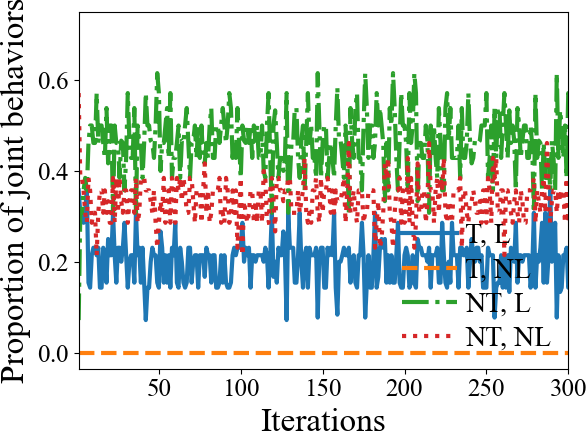 Proportion of joint behaviors
0.6
0.4
0.2
0.0
T, L
T, NL
NT, L
NT, NL
50 100 150 200 250 300
Iterations